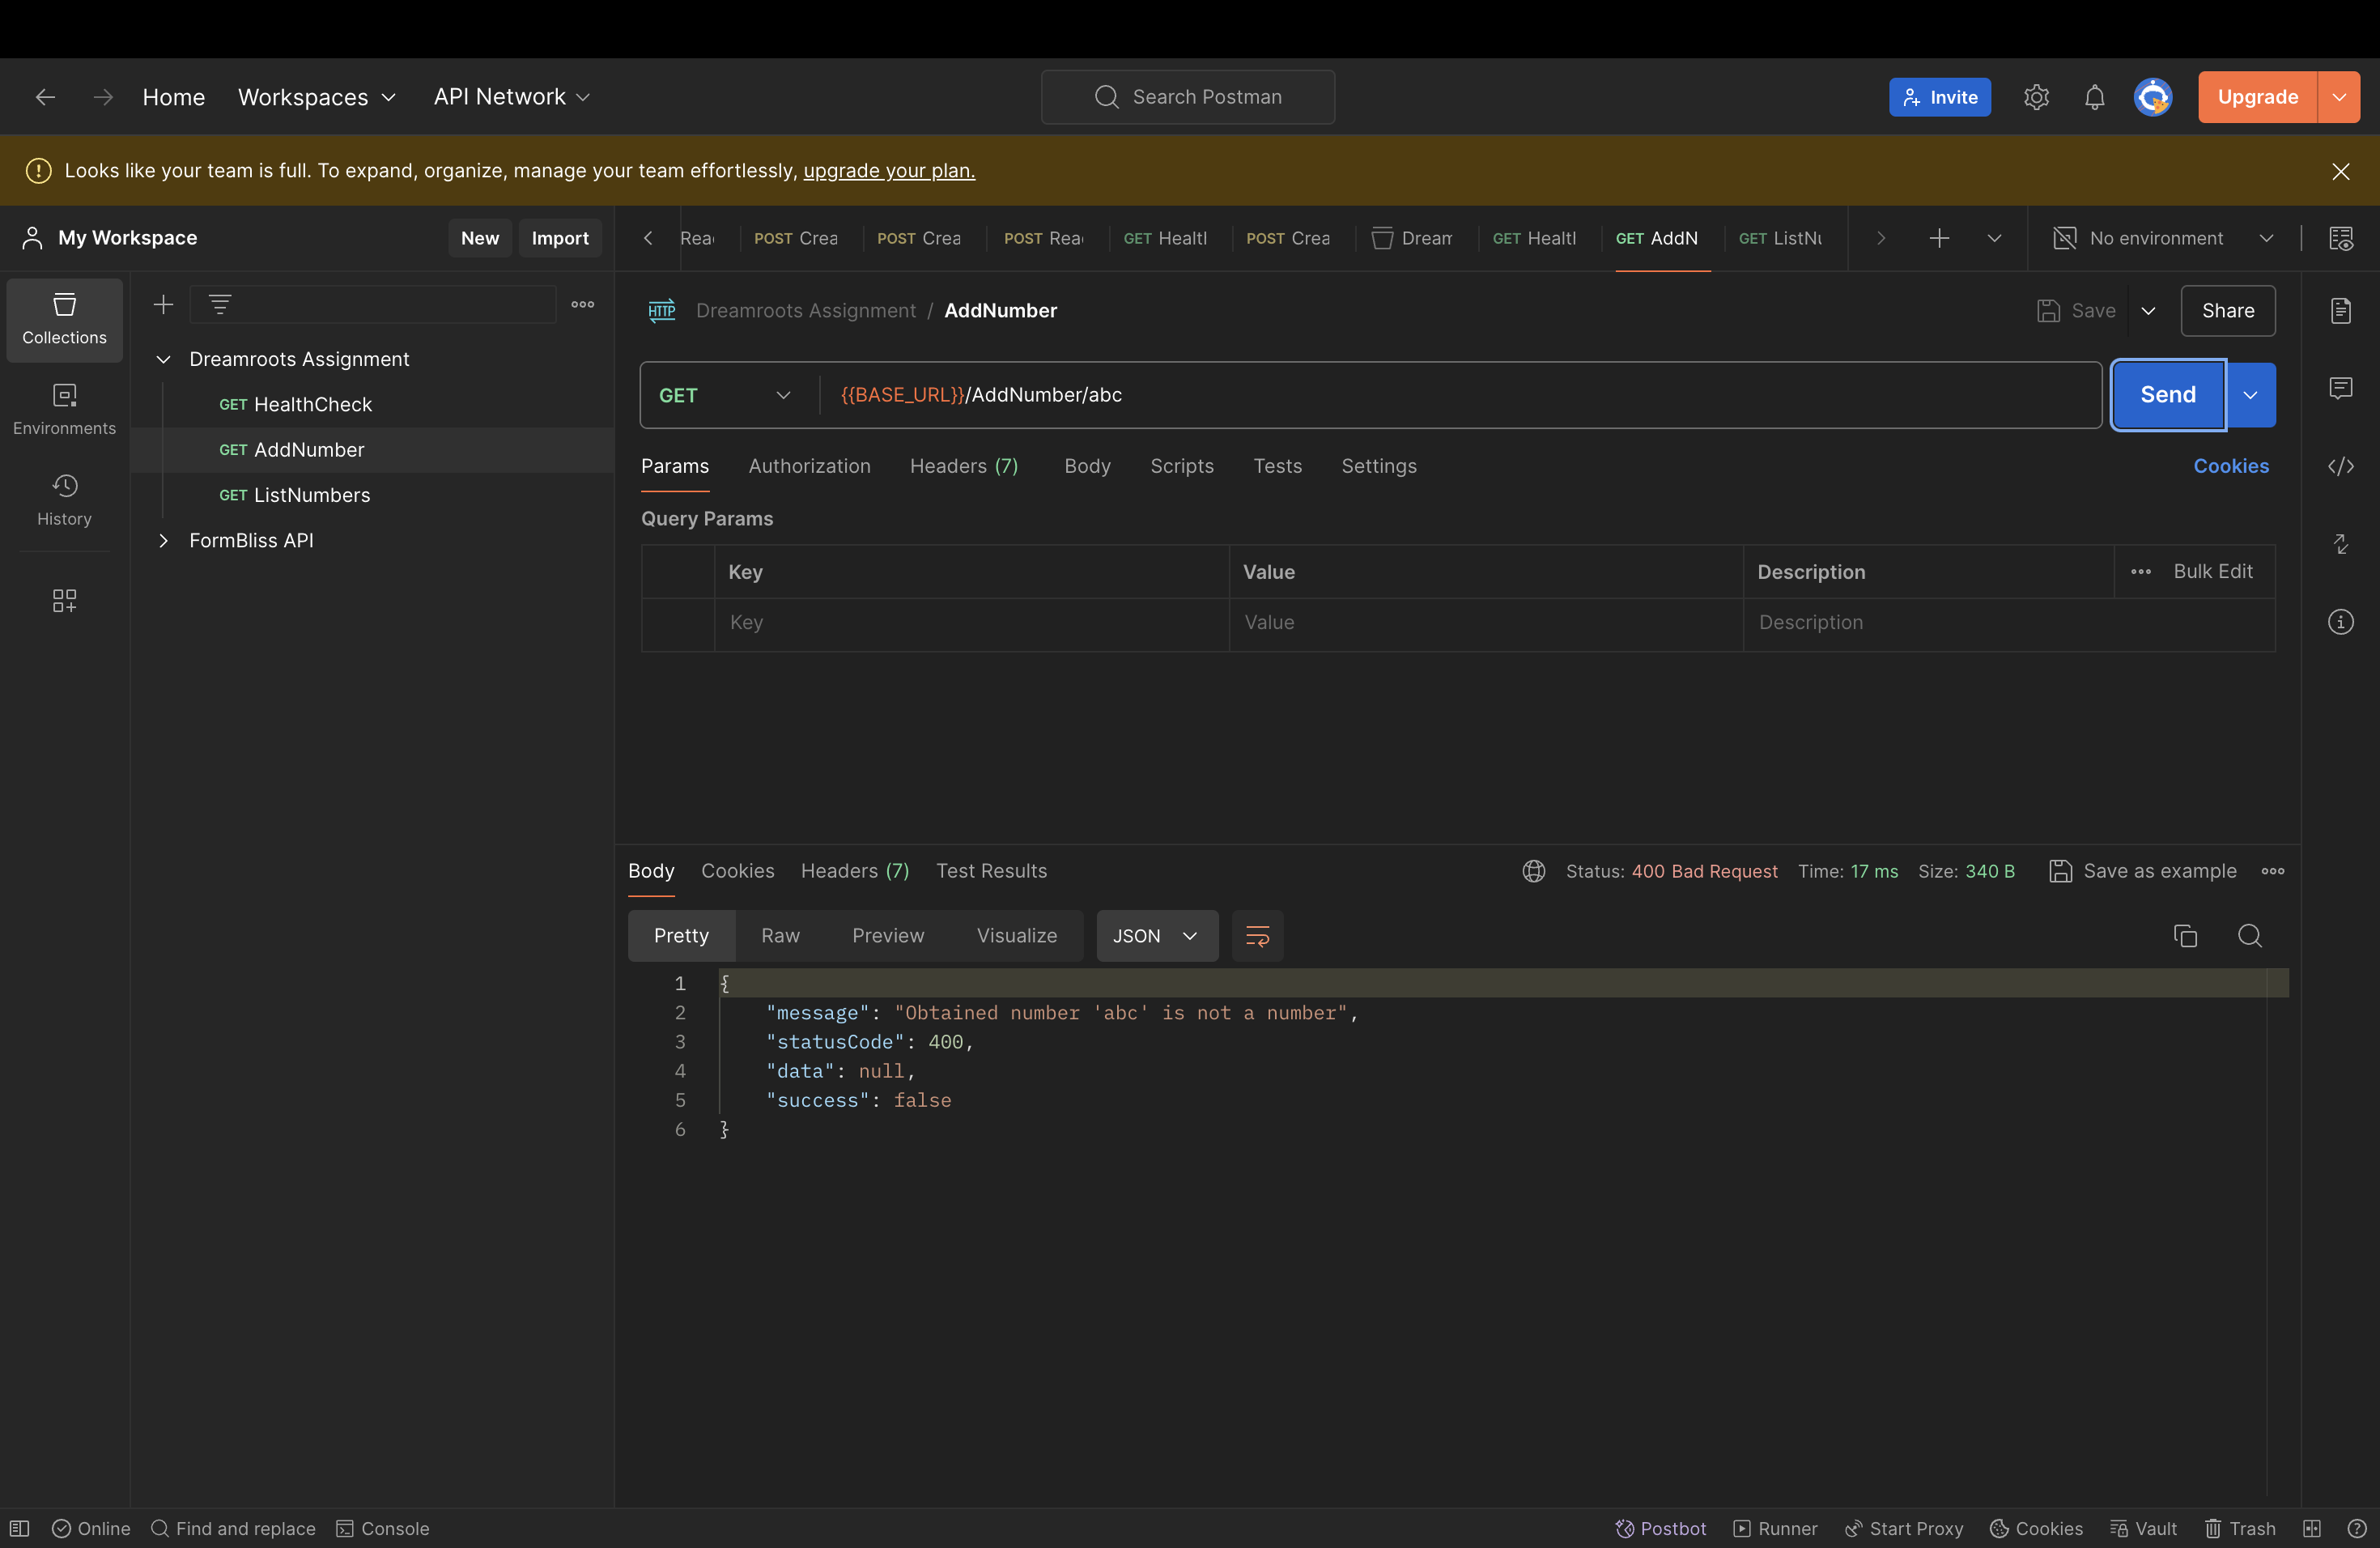 Home Workspaces API Network Search Postman Invite Upgrade
Looks like your team is full. To expand, organize, manage your team effortlessly, upgrade your plan.
My Workspace New Import Rea POST Crea POST Crea POST Rea GET Healtl POST Crea Dream GET Healtl GET AddN GET ListNu No environment
Collections
Environments
History
Dreamroots Assignment
GET HealthCheck
GET AddNumber
GET ListNumbers
FormBliss API
HTTP Dreamroots Assignment / AddNumber Save Share
GET {{BASE_URL}}/AddNumber/abc Send
Params Authorization Headers (7) Body Scripts Tests Settings Cookies
Query Params
Key Value Description Bulk Edit
Key Value Description
Body Cookies Headers (7) Test Results Status: 400 Bad Request Time: 17 ms Size: 340 B Save as example
Pretty Raw Preview Visualize JSON
1 {
2 "message": "Obtained number 'abc' is not a number",
3 "statusCode": 400,
4 "data": null,
5 "success": false
6 }
Online Find and replace Console Postbot Runner Start Proxy Cookies Vault Trash